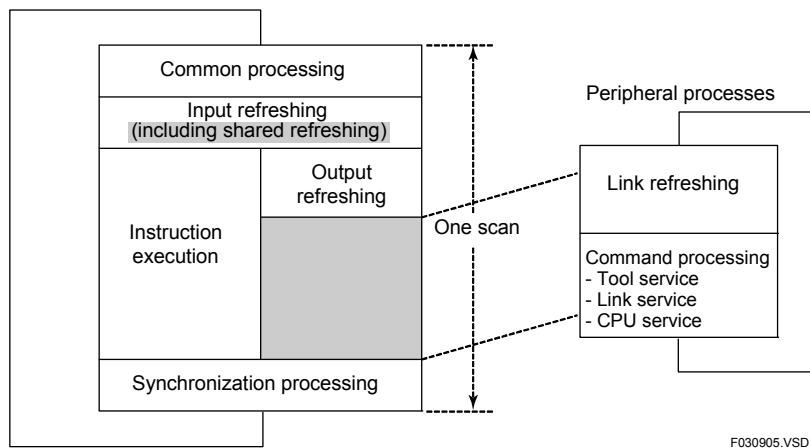 Common processing
Input refreshing
(including shared refreshing)
Instruction
execution
Output
refreshing
Synchronization processing
One scan
Peripheral processes
Link refreshing
Command processing
- Tool service
- Link service
- CPU service
F030905.VSD